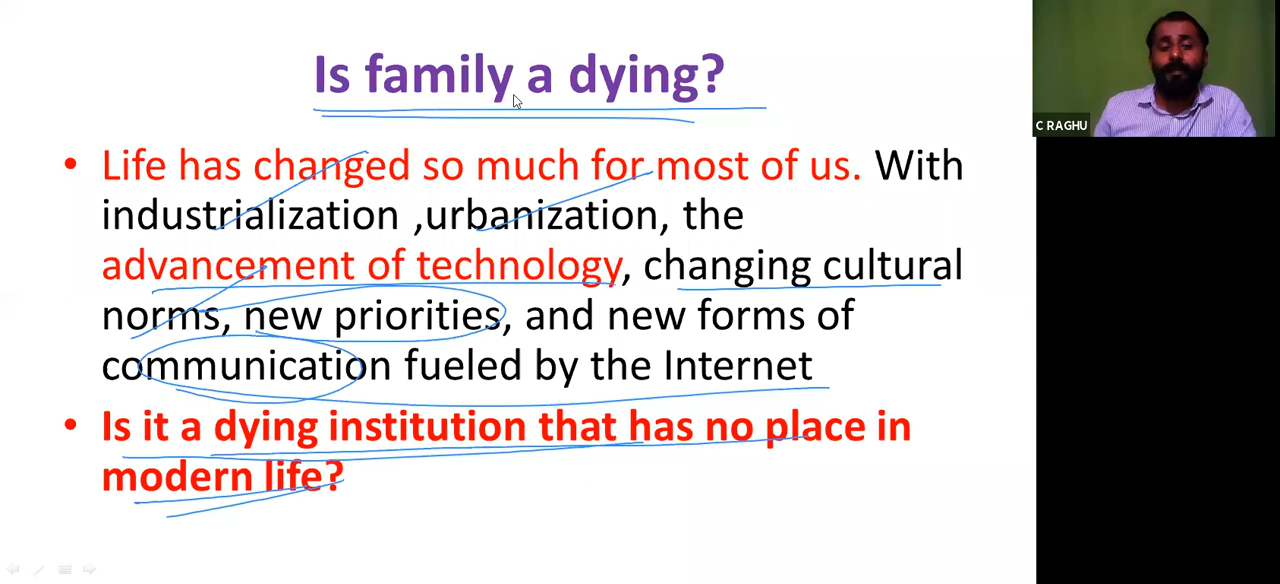 Is family a dying?
• Life has changed so much for most of us. With
industrialization ,urbanization, the
advancement of technology, changing cultural
norms, new priorities, and new forms of
communication fueled by the Internet
• Is it a dying institution that has no place in
modern life?
C RAGHU